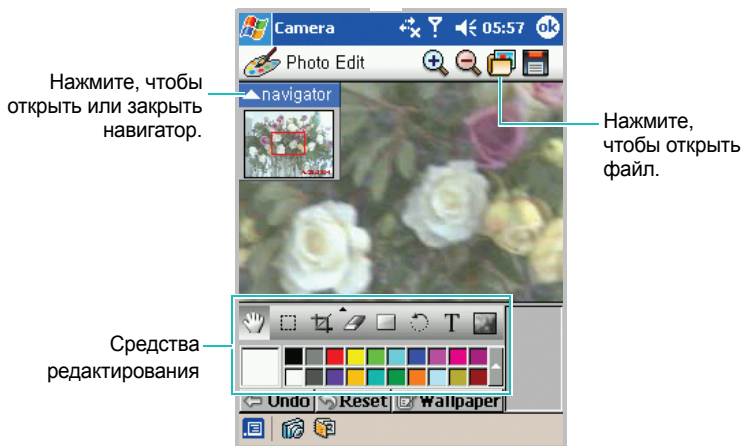 Camera 05:57 ok
Photo Edit
navigator
Нажмите, чтобы
открыть или закрыть
навигатор.
Нажмите,
чтобы открыть
файл.
Средства
редактирования
T
Undo Reset Wallpaper